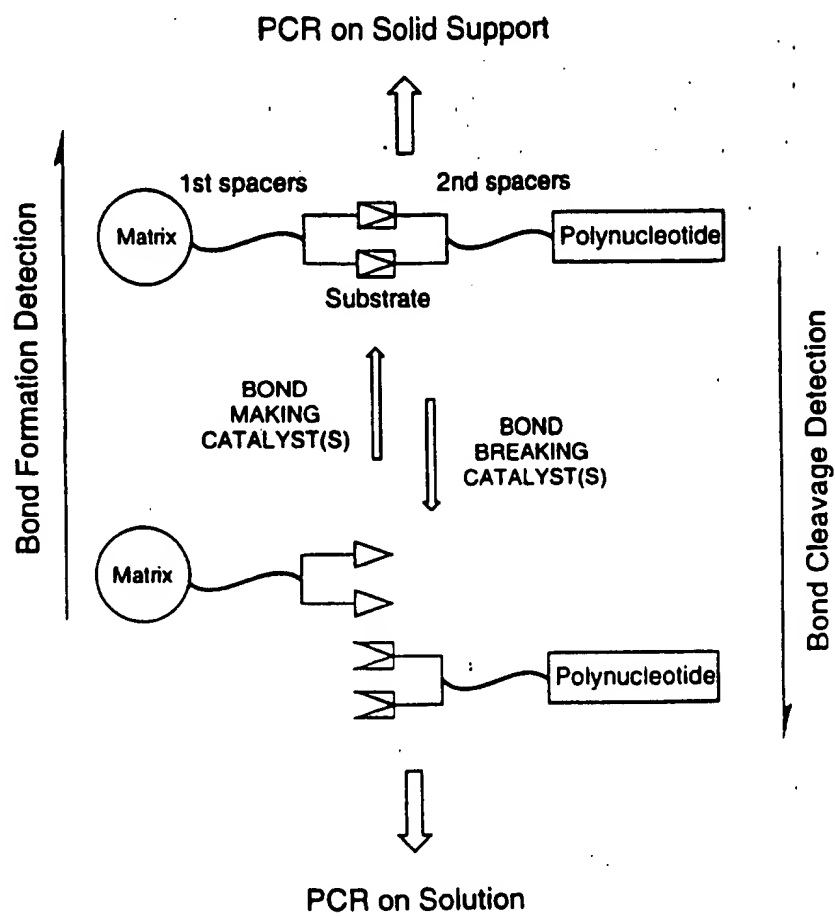 PCR on Solid Support
1st spacers
2nd spacers
Matrix
Polynucleotide
Substrate
Bond Formation Detection
BOND
MAKING
CATALYST(S)
BOND
BREAKING
CATALYST(S)
Bond Cleavage Detection
Matrix
Polynucleotide
PCR on Solution